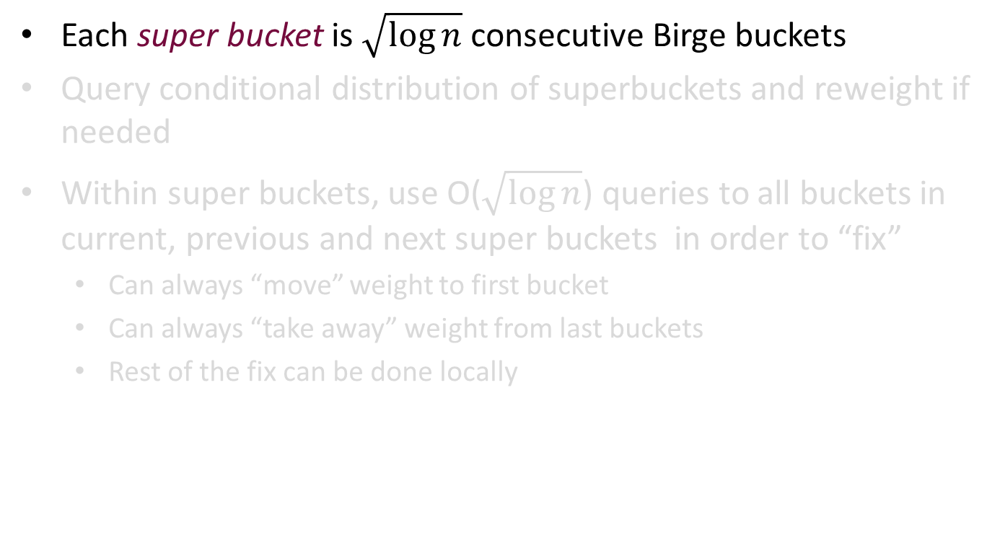 • Each super bucket is √log n consecutive Birge buckets
• Query conditional distribution of superbuckets and reweight if
needed
• Within super buckets, use O(√log n) queries to all buckets in
current, previous and next super buckets in order to “fix”
• Can always “move” weight to first bucket
• Can always “take away” weight from last buckets
• Rest of the fix can be done locally